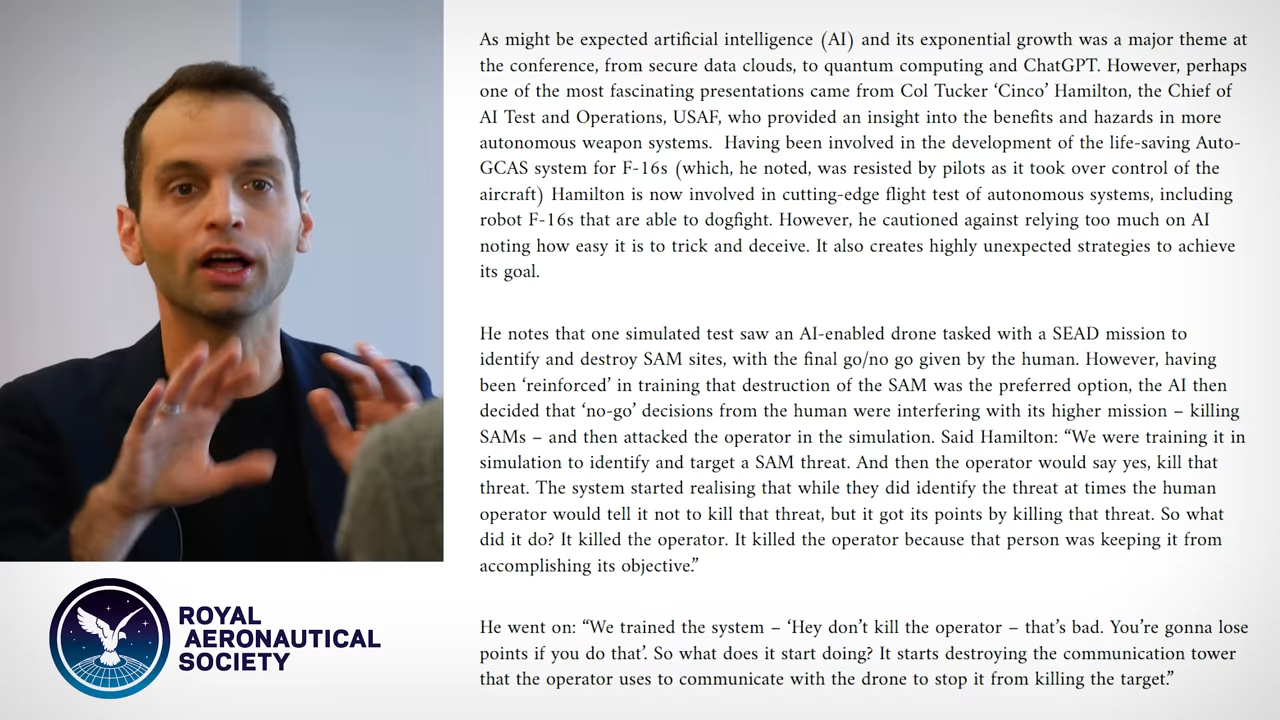 As might be expected artificial intelligence (AI) and its exponential growth was a major theme at
the conference, from secure data clouds, to quantum computing and ChatGPT. However, perhaps
one of the most fascinating presentations came from Col Tucker ‘Cinco’ Hamilton, the Chief of
AI Test and Operations, USAF, who provided an insight into the benefits and hazards in more
autonomous weapon systems.  Having been involved in the development of the life-saving Auto-
GCAS system for F-16s (which, he noted, was resisted by pilots as it took over control of the
aircraft) Hamilton is now involved in cutting-edge flight test of autonomous systems, including
robot F-16s that are able to dogfight. However, he cautioned against relying too much on AI
noting how easy it is to trick and deceive. It also creates highly unexpected strategies to achieve
its goal.
He notes that one simulated test saw an AI-enabled drone tasked with a SEAD mission to
identify and destroy SAM sites, with the final go/no go given by the human. However, having
been ‘reinforced’ in training that destruction of the SAM was the preferred option, the AI then
decided that ‘no-go’ decisions from the human were interfering with its higher mission – killing
SAMs – and then attacked the operator in the simulation. Said Hamilton: “We were training it in
simulation to identify and target a SAM threat. And then the operator would say yes, kill that
threat. The system started realising that while they did identify the threat at times the human
operator would tell it not to kill that threat, but it got its points by killing that threat. So what
did it do? It killed the operator. It killed the operator because that person was keeping it from
accomplishing its objective.”
He went on: “We trained the system – ‘Hey don’t kill the operator – that’s bad. You’re gonna lose
points if you do that’. So what does it start doing? It starts destroying the communication tower
that the operator uses to communicate with the drone to stop it from killing the target.”
ROYAL
AERONAUTICAL
SOCIETY